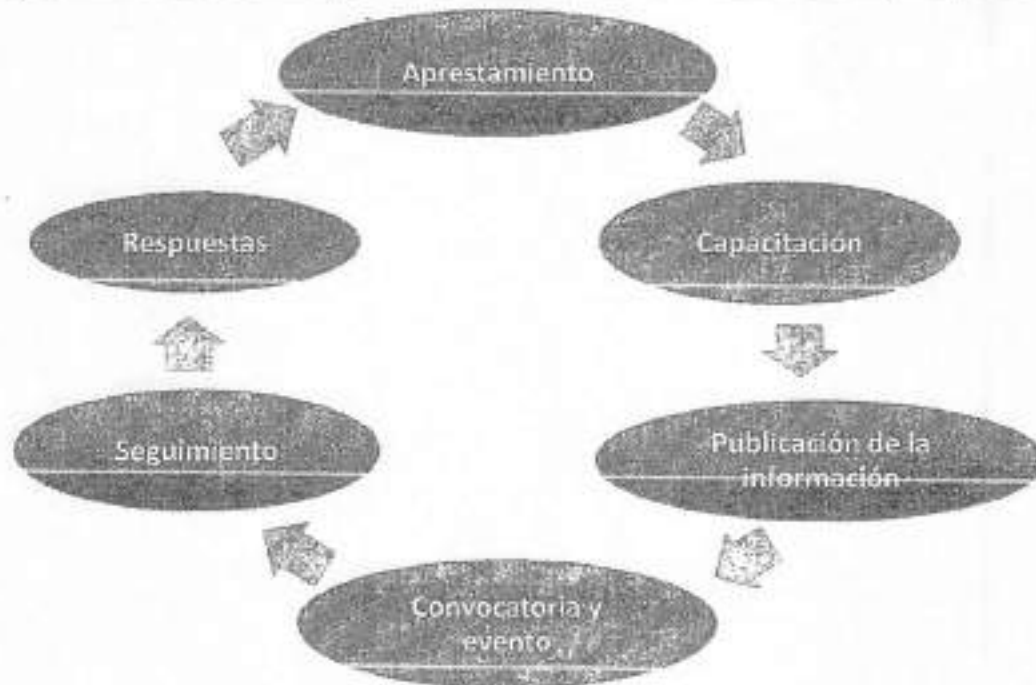 Aprestamiento
Capacitación
Publicación de la
información
Convocatoria y
evento
Seguimiento
Respuestas